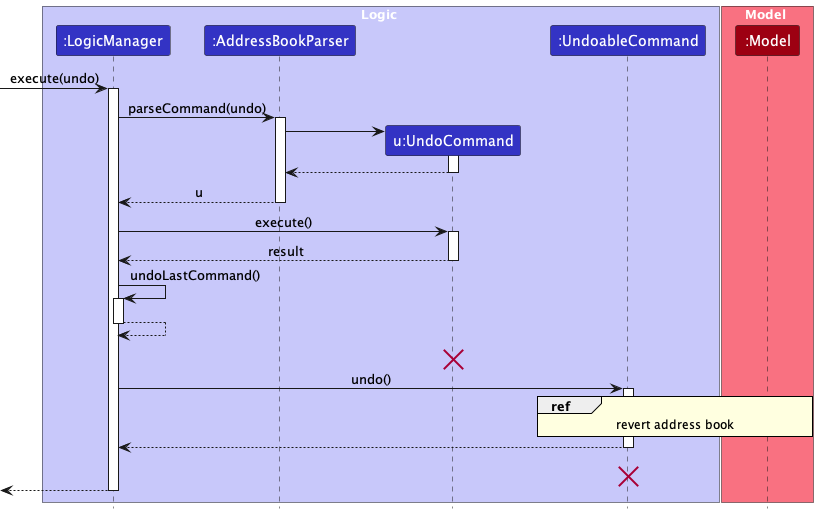 Logic
Model
:LogicManager
:AddressBookParser
:UndoableCommand
:Model
execute(undo)
parseCommand(undo)
u:UndoCommand
u
execute()
result
undoLastCommand()
undo()
ref
revert address book